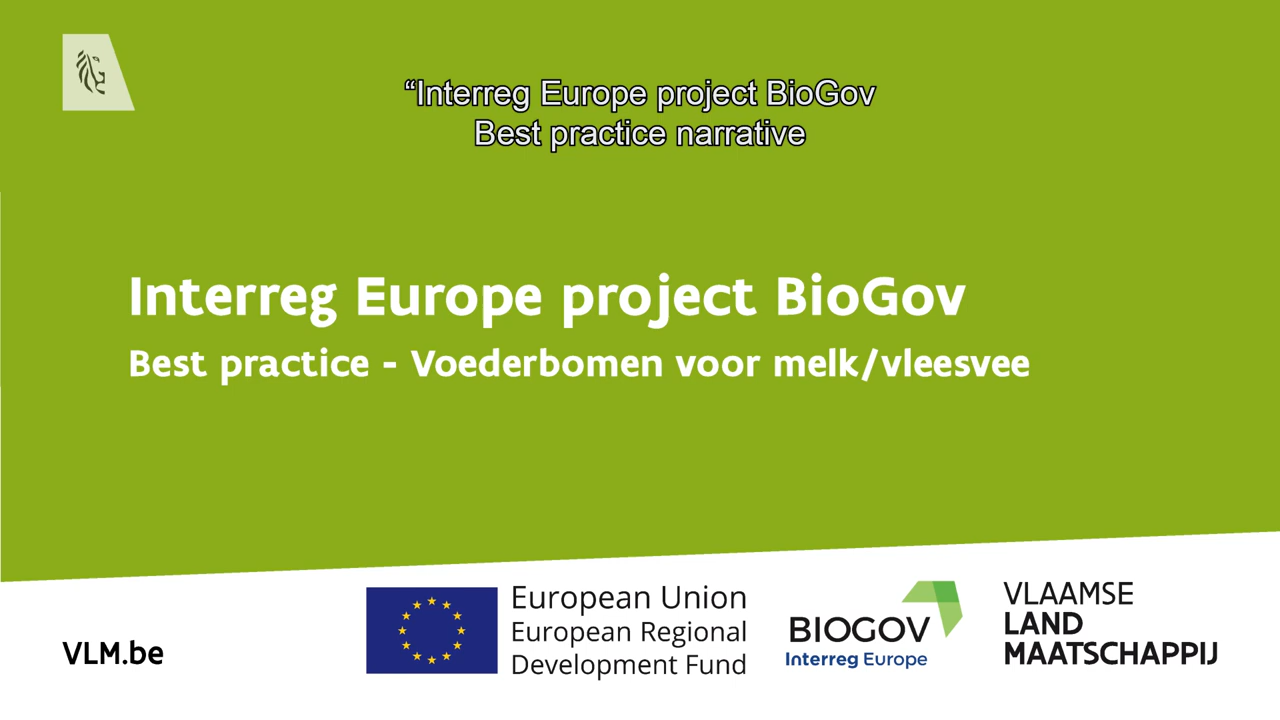 “Interreg Europe project BioGov
Best practice narrative
Interreg Europe project BioGov
Best practice - Voederbomen voor melk/vleesvee
VLM.be
European Union
European Regional
Development Fund
BIOGOV
Interreg Europe
VLAAMSE
LAND
MAATSCHAPPIJ